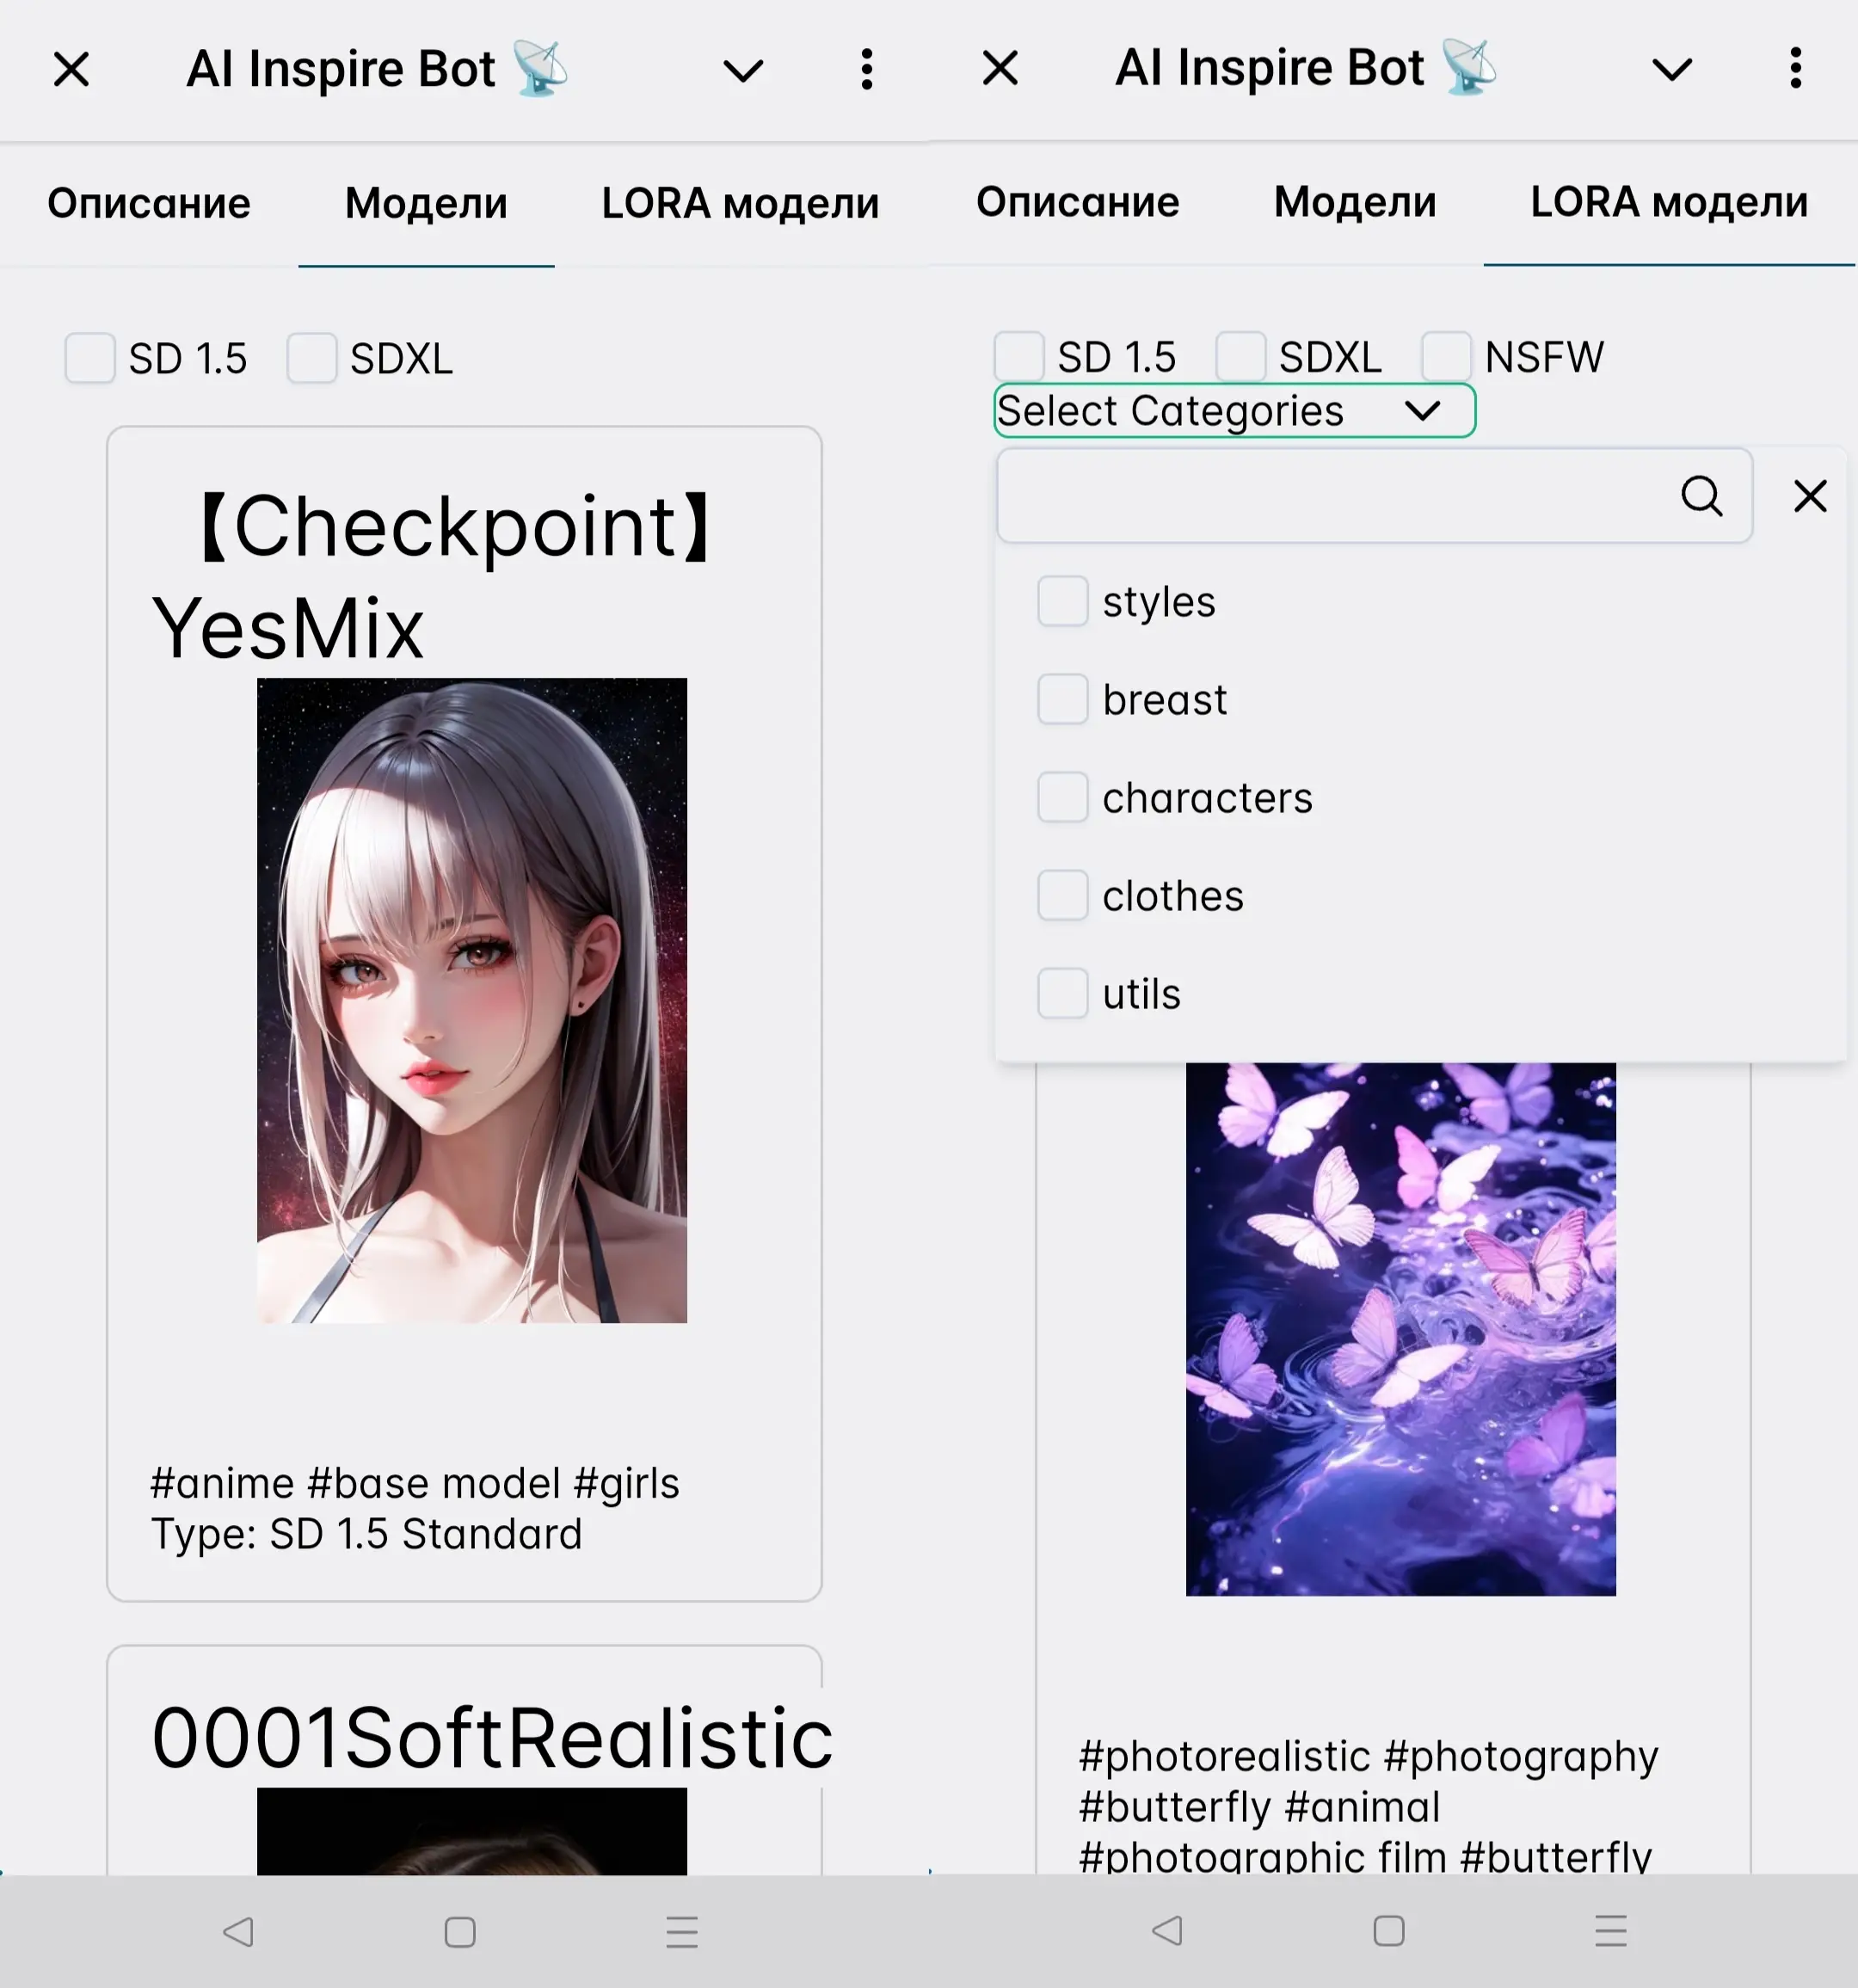 AI Inspire Bot
Описание
Модели
LORA модели
SD 1.5
SDXL
【Checkpoint】
YesMix
#anime #base model #girls
Type: SD 1.5 Standard
0001SoftRealistic
AI Inspire Bot
Описание
Модели
LORA модели
SD 1.5
SDXL
NSFW
Select Categories
styles
breast
characters
clothes
utils
#photorealistic #photography
#butterfly #animal
#photographic film #butterfly